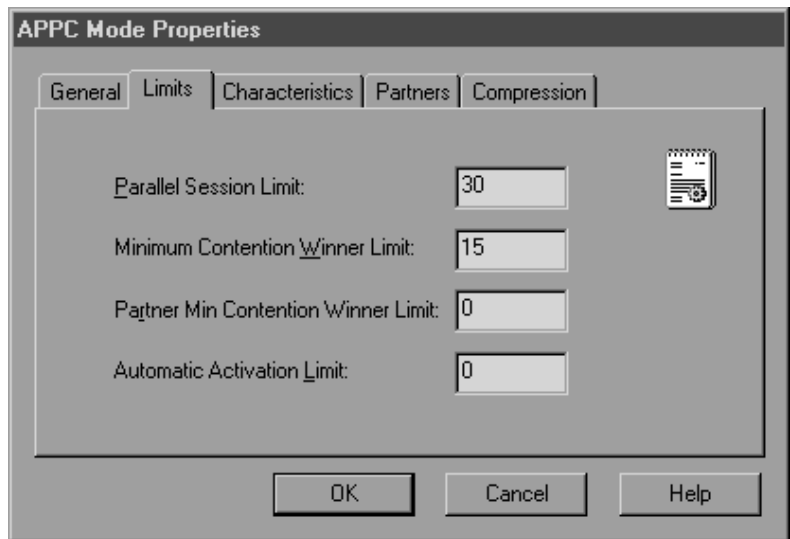 APPC Mode Properties
General Limits Characteristics Partners Compression
Parallel Session Limit: 30
Minimum Contention Winner Limit: 15
Partner Min Contention Winner Limit: 0
Automatic Activation Limit: 0
OK Cancel Help